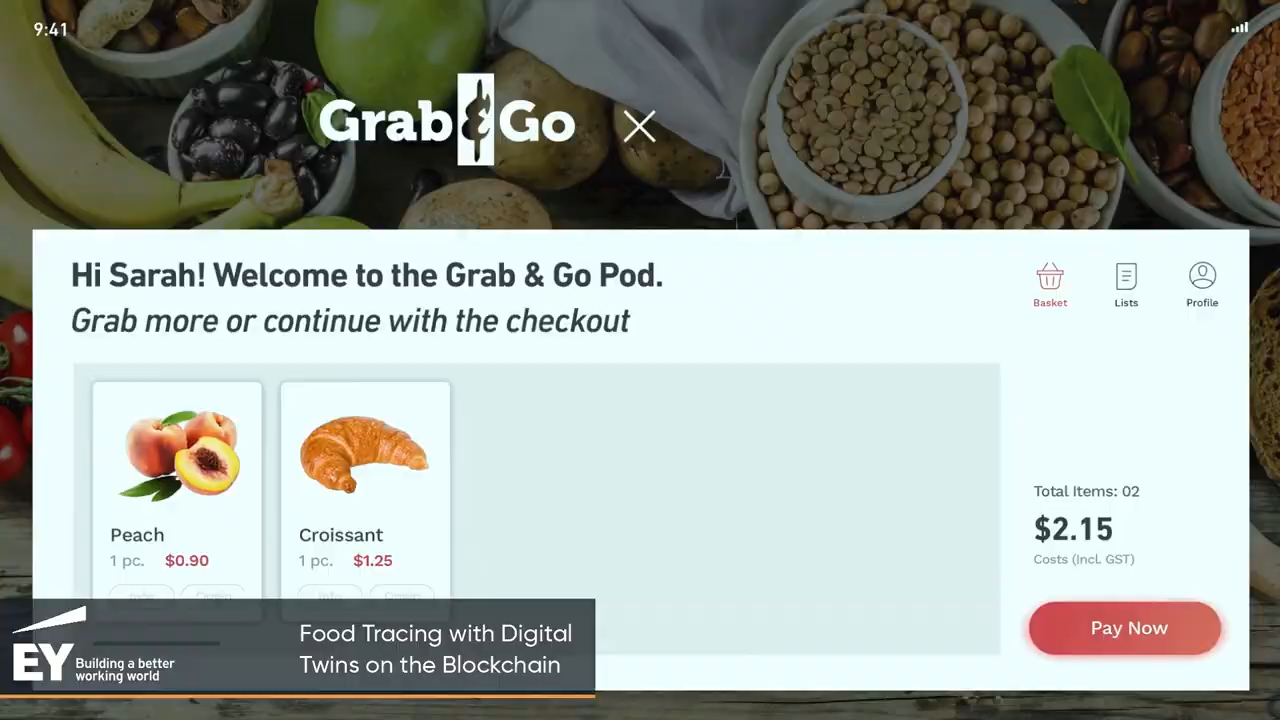 9:41
Grab&Go
Hi Sarah! Welcome to the Grab & Go Pod.
Grab more or continue with the checkout
Basket
Lists
Profile
Peach
1 pc. $0.90
Croissant
1 pc. $1.25
Total Items: 02
$2.15
Costs (Incl. GST)
Pay Now
EY
Building a better
working world
Food Tracing with Digital
Twins on the Blockchain